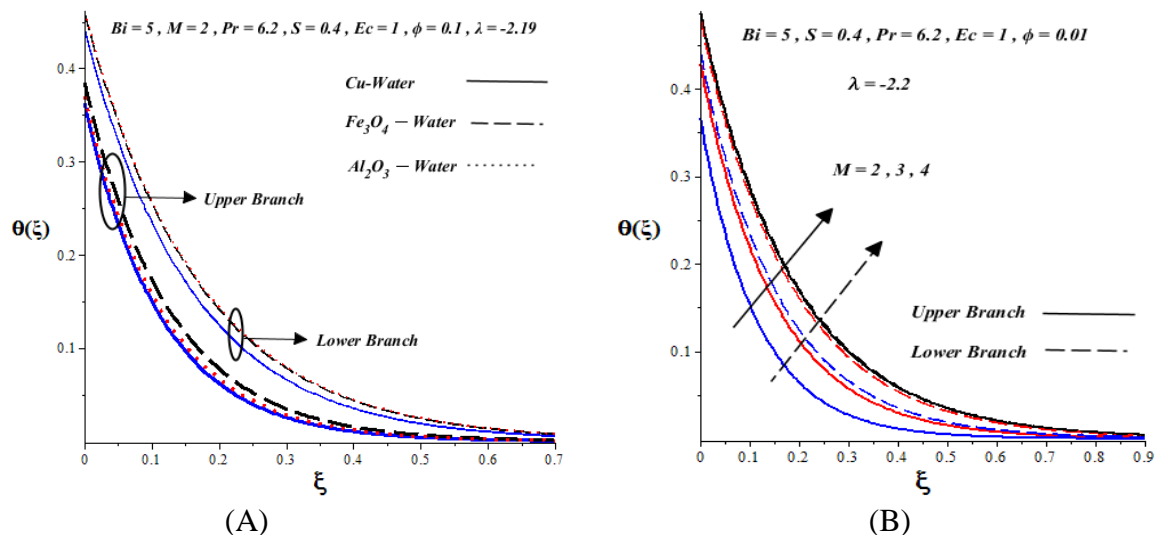 Bi = 5 , M = 2 , Pr = 6.2 , S = 0.4 , Ec = 1 , ϕ = 0.1 , λ = -2.19
0.4
Cu-Water
Fe₃O₄ − Water
Al₂O₃ − Water
0.3
Upper Branch
θ(ξ)
0.2
0.1
Lower Branch
0 0.1 0.2 0.3 0.4 0.5 0.6 0.7
ξ
(A)
Bi = 5 , S = 0.4 , Pr = 6.2 , Ec = 1 , ϕ = 0.01
λ = -2.2
0.4
M = 2 , 3 , 4
0.3
θ(ξ)
0.2
Upper Branch
Lower Branch
0.1
0 0.1 0.2 0.3 0.4 0.5 0.6 0.7 0.8 0.9
ξ
(B)